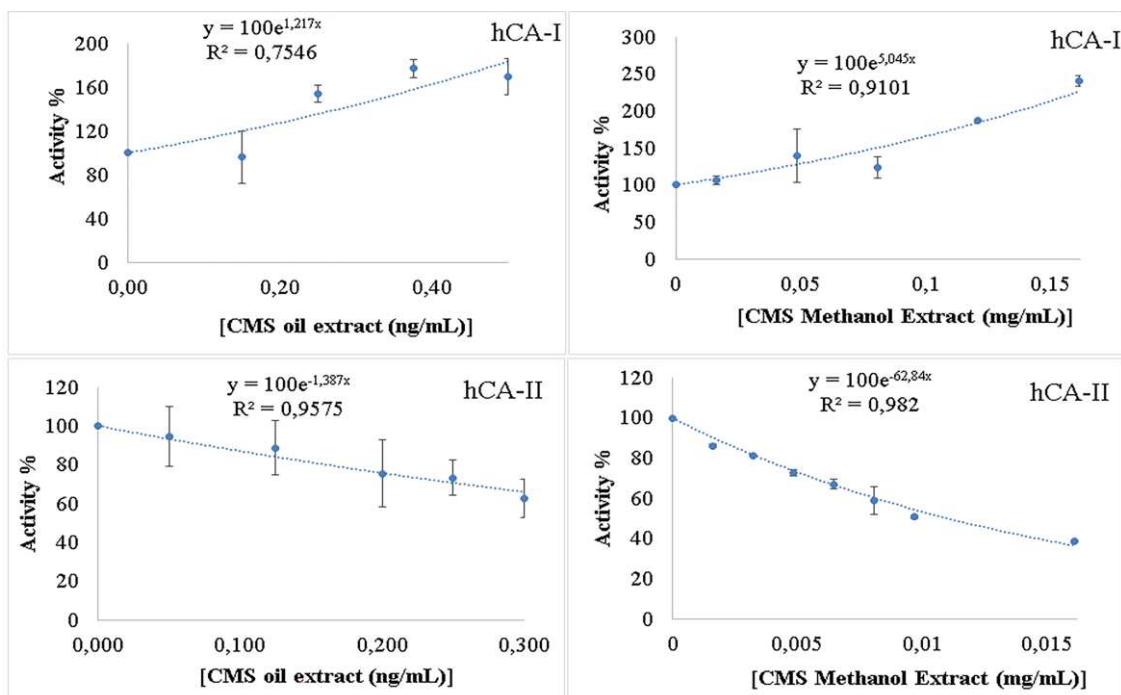 y = 100e^1,217x
R² = 0,7546
hCA-I
200
160
120
80
40
0
Activity %
0,00 0,20 0,40
[CMS oil extract (ng/mL)]
y = 100e^5,045x
R² = 0,9101
hCA-I
300
250
200
150
100
50
0
Activity %
0 0,05 0,1 0,15
[CMS Methanol Extract (mg/mL)]
y = 100e^-1,387x
R² = 0,9575
hCA-II
120
100
80
60
40
20
0
Activity %
0,000 0,100 0,200 0,300
[CMS oil extract (ng/mL)]
y = 100e^-62,84x
R² = 0,982
hCA-II
120
100
80
60
40
20
0
Activity %
0 0,005 0,01 0,015
[CMS Methanol Extract (mg/mL)]